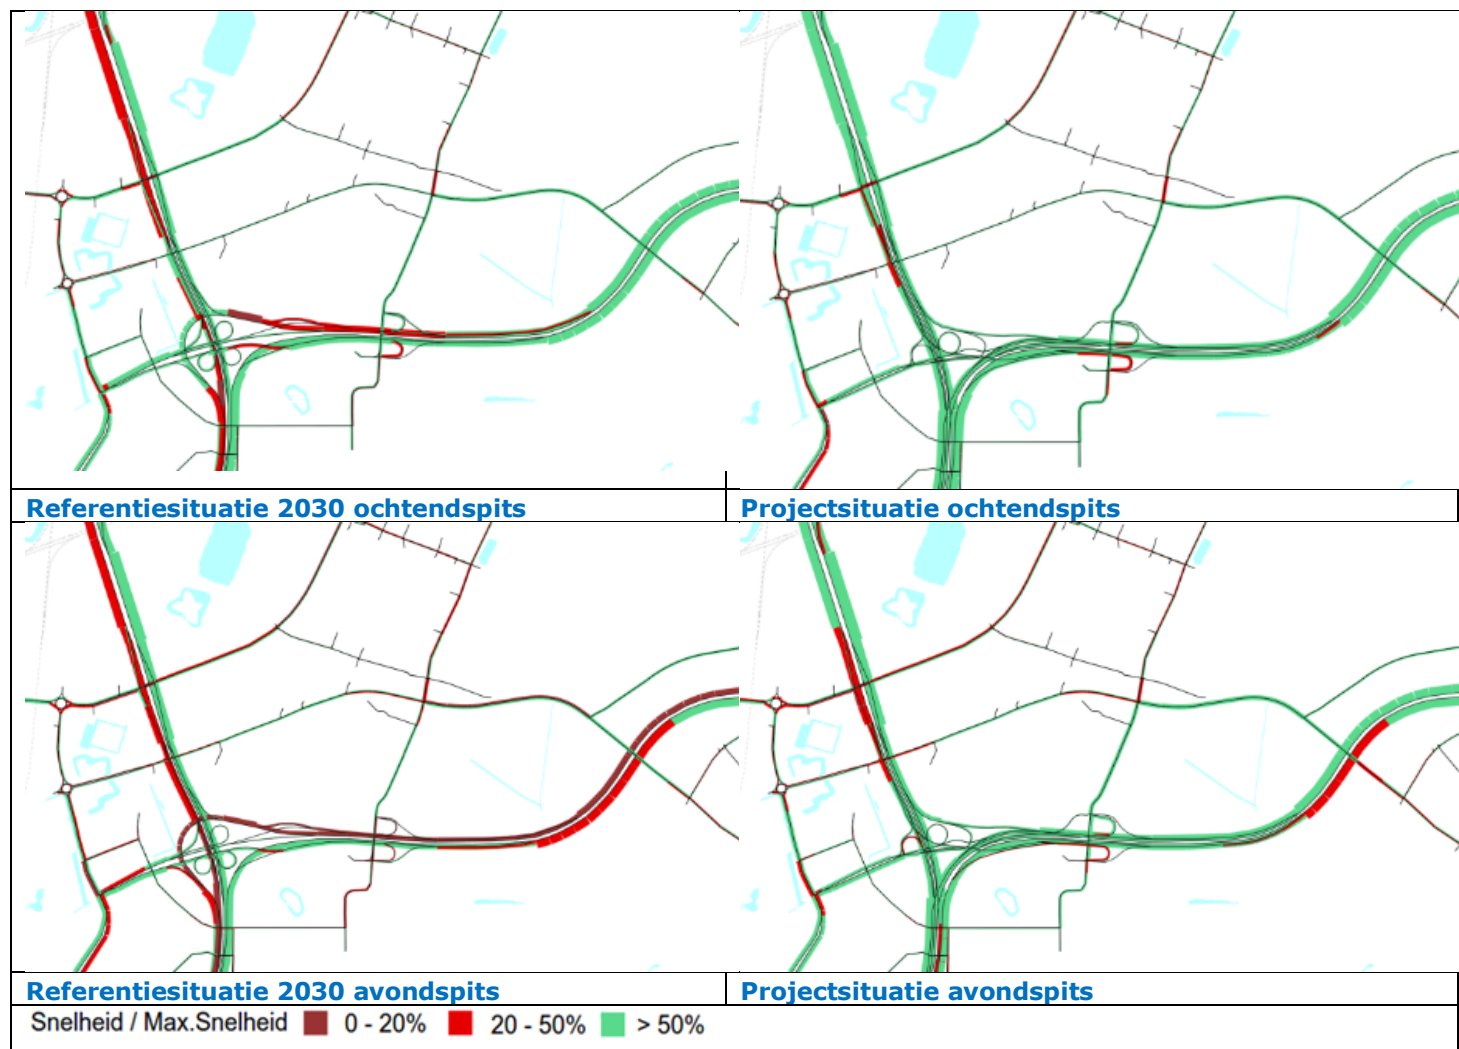 Referentiesituatie 2030 ochtendspits
Projectsituatie ochtendspits
Referentiesituatie 2030 avondspits
Projectsituatie avondspits
Snelheid / Max.Snelheid 0 - 20% 20 - 50% > 50%